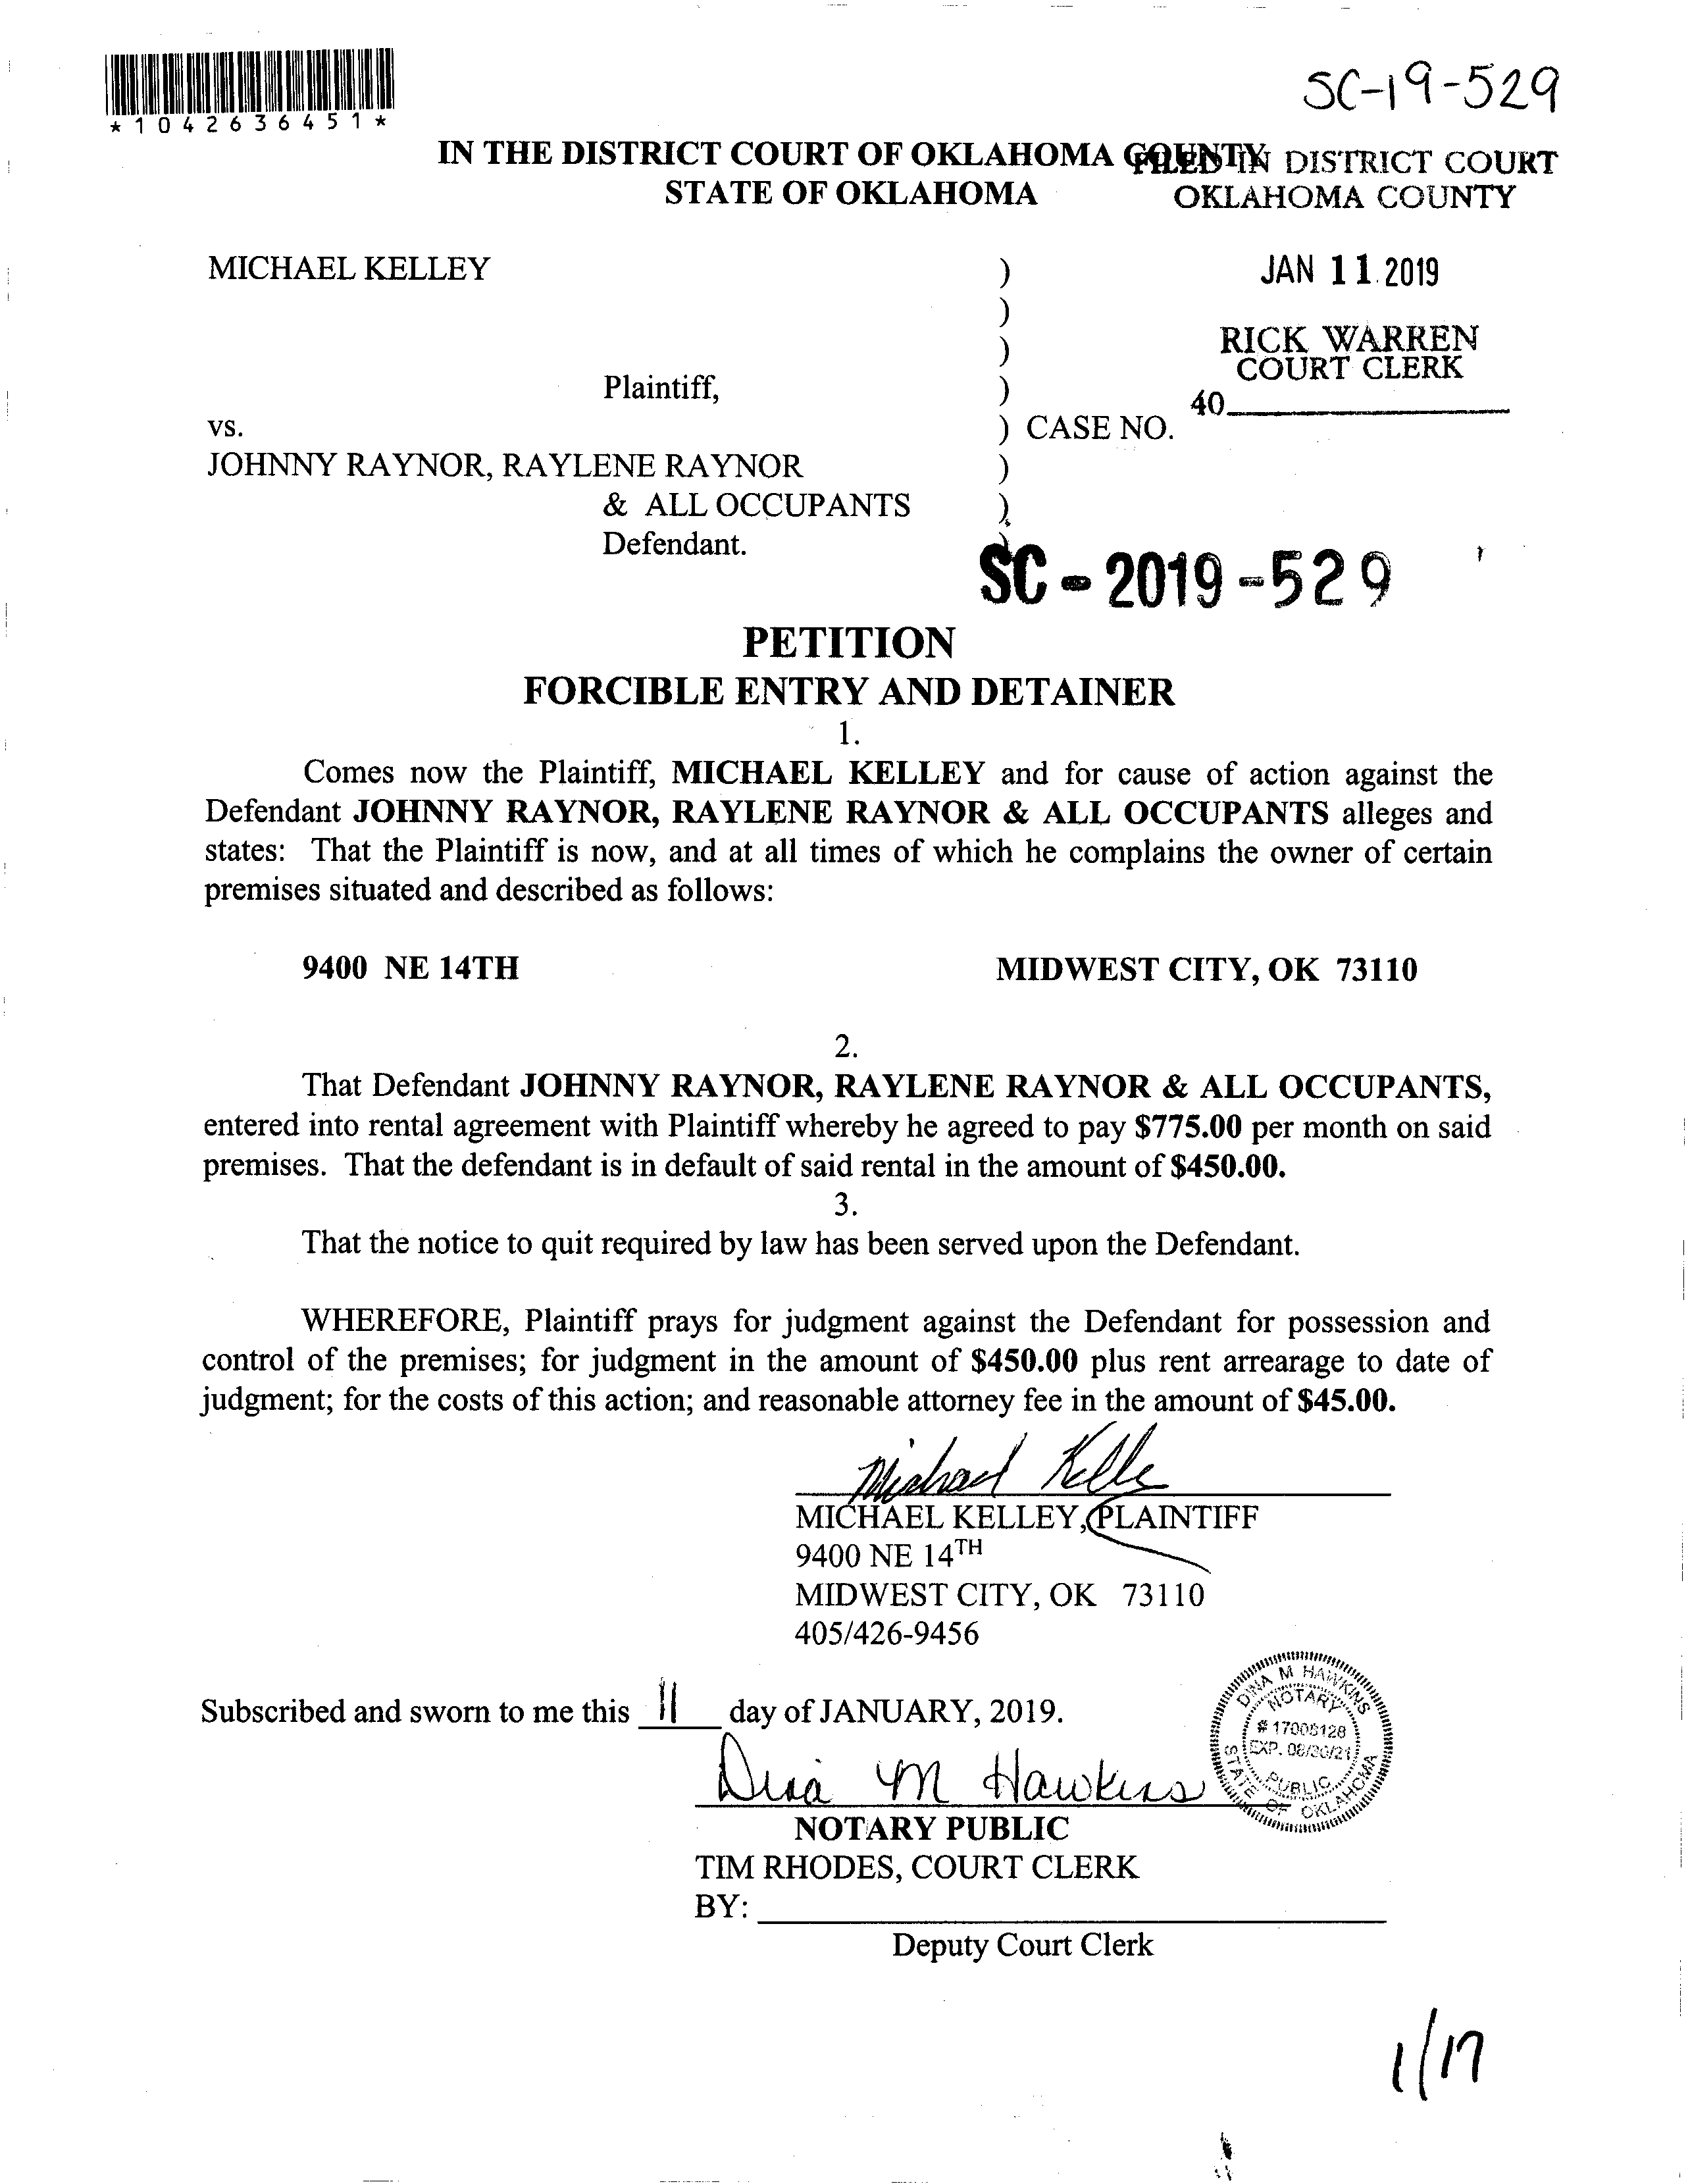 SC-19-529
*1042636451*
IN THE DISTRICT COURT OF OKLAHOMA COUNTY
STATE OF OKLAHOMA
FILED IN DISTRICT COURT
OKLAHOMA COUNTY
JAN 11 2019
RICK WARREN
COURT CLERK
40
MICHAEL KELLEY )
)
)
Plaintiff, )
vs. ) CASE NO.
JOHNNY RAYNOR, RAYLENE RAYNOR )
& ALL OCCUPANTS )
Defendant. )
SC-2019-529
PETITION
FORCIBLE ENTRY AND DETAINER
1.
Comes now the Plaintiff, MICHAEL KELLEY and for cause of action against the
Defendant JOHNNY RAYNOR, RAYLENE RAYNOR & ALL OCCUPANTS alleges and
states: That the Plaintiff is now, and at all times of which he complains the owner of certain
premises situated and described as follows:
9400 NE 14TH MIDWEST CITY, OK 73110
2.
That Defendant JOHNNY RAYNOR, RAYLENE RAYNOR & ALL OCCUPANTS,
entered into rental agreement with Plaintiff whereby he agreed to pay $775.00 per month on said
premises. That the defendant is in default of said rental in the amount of $450.00.
3.
That the notice to quit required by law has been served upon the Defendant.
WHEREFORE, Plaintiff prays for judgment against the Defendant for possession and
control of the premises; for judgment in the amount of $450.00 plus rent arrearage to date of
judgment; for the costs of this action; and reasonable attorney fee in the amount of $45.00.
Michael Kelley
MICHAEL KELLEY, PLAINTIFF
9400 NE 14TH
MIDWEST CITY, OK 73110
405/426-9456
Subscribed and sworn to me this 11 day of JANUARY, 2019.
Dina M Hawkins
DINA M HAWKINS
NOTARY
# 17008128
EXP. 08/30/21
PUBLIC
STATE OF OKLAHOMA
NOTARY PUBLIC
TIM RHODES, COURT CLERK
BY:
Deputy Court Clerk
1/17